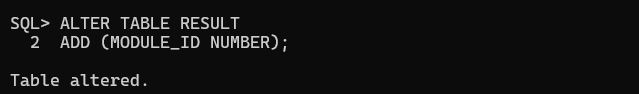 SQL> ALTER TABLE RESULT
  2  ADD (MODULE_ID NUMBER);
Table altered.